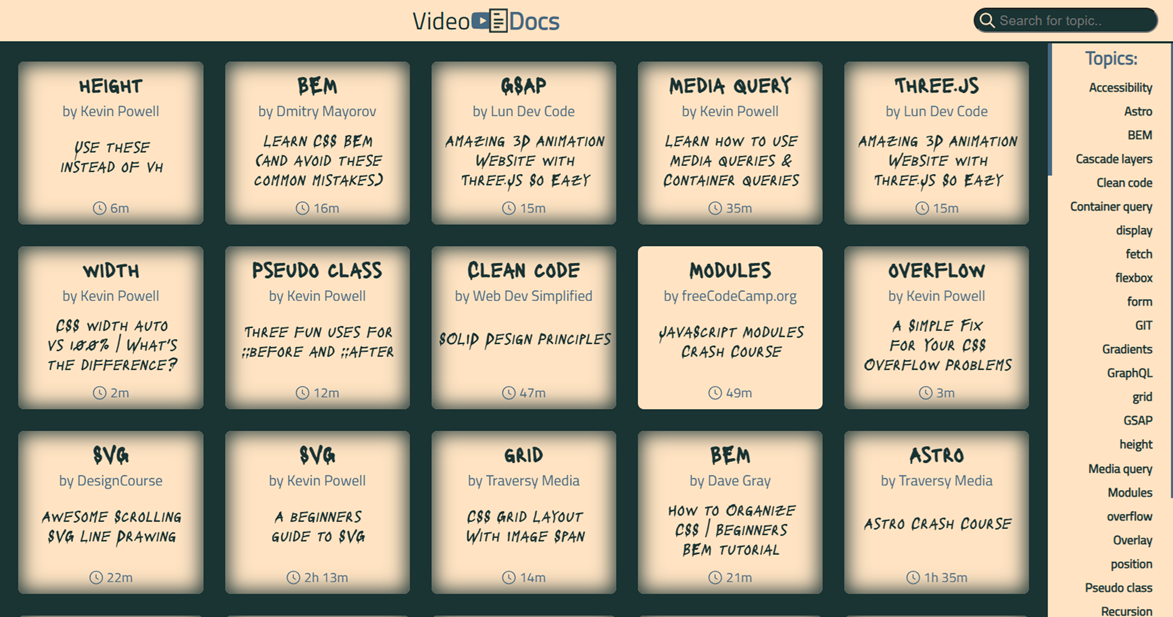 Video Docs
Search for topic..
HEIGHT
by Kevin Powell
USE THESE
INSTEAD OF VH
6m
BEM
by Dmitry Mayorov
LEARN CSS BEM
(AND AVOID THESE
COMMON MISTAKES)
16m
GSAP
by Lun Dev Code
AMAZING 3D ANIMATION
WEBSITE WITH
THREE.JS SO EAZY
15m
MEDIA QUERY
by Kevin Powell
LEARN HOW TO USE
MEDIA QUERIES &
CONTAINER QUERIES
35m
THREE.JS
by Lun Dev Code
AMAZING 3D ANIMATION
WEBSITE WITH
THREE.JS SO EAZY
15m
WIDTH
by Kevin Powell
CSS WIDTH AUTO
VS 100% | WHAT'S
THE DIFFERENCE?
2m
PSEUDO CLASS
by Kevin Powell
THREE FUN USES FOR
::BEFORE AND ::AFTER
12m
CLEAN CODE
by Web Dev Simplified
SOLID DESIGN PRINCIPLES
47m
MODULES
by freeCodeCamp.org
JAVASCRIPT MODULES
CRASH COURSE
49m
OVERFLOW
by Kevin Powell
A SIMPLE FIX
FOR YOUR CSS
OVERFLOW PROBLEMS
3m
SVG
by DesignCourse
AWESOME SCROLLING
SVG LINE DRAWING
22m
SVG
by Kevin Powell
A BEGINNERS
GUIDE TO SVG
2h 13m
GRID
by Traversy Media
CSS GRID LAYOUT
WITH IMAGE SPAN
14m
BEM
by Dave Gray
HOW TO ORGANIZE
CSS | BEGINNERS
BEM TUTORIAL
21m
ASTRO
by Traversy Media
ASTRO CRASH COURSE
1h 35m
Topics:
Accessibility
Astro
BEM
Cascade layers
Clean code
Container query
display
fetch
flexbox
form
GIT
Gradients
GraphQL
grid
GSAP
height
Media query
Modules
overflow
Overlay
position
Pseudo class
Recursion